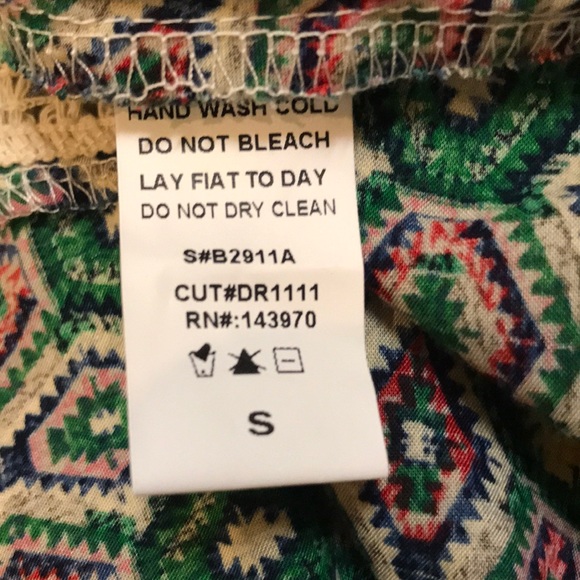 HAND WASH COLD
DO NOT BLEACH
LAY FIAT TO DAY
DO NOT DRY CLEAN
S#B2911A
CUT#DR1111
RN#:143970
S